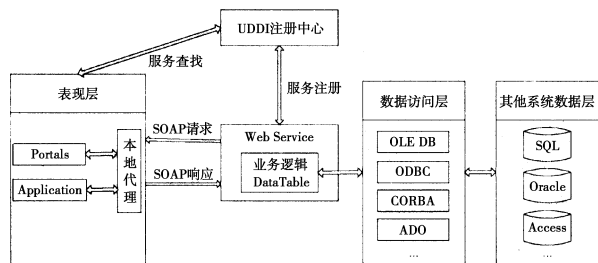 UDDI注册中心
服务查找
服务注册
表现层
Portals
Application
本地代理
SOAP请求
SOAP响应
Web Service
业务逻辑
DataTable
数据访问层
OLE DB
ODBC
CORBA
ADO
...
其他系统数据层
SQL
Oracle
Access
...